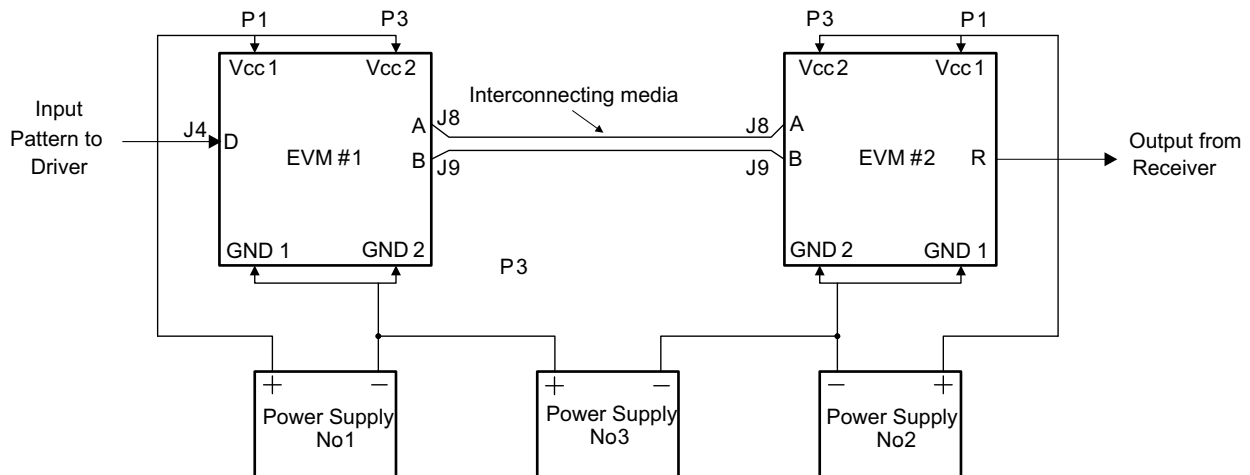 P1 P3 P3 P1
Vcc 1 Vcc 2 Vcc 2 Vcc 1
Input
Pattern to
Driver
J4
D
EVM #1
A
B
J8
J9
Interconnecting media
J8
J9
A
B
EVM #2
R
Output from
Receiver
GND 1 GND 2 GND 2 GND 1
P3
+ −
Power Supply
No1
+ −
Power Supply
No3
− +
Power Supply
No2